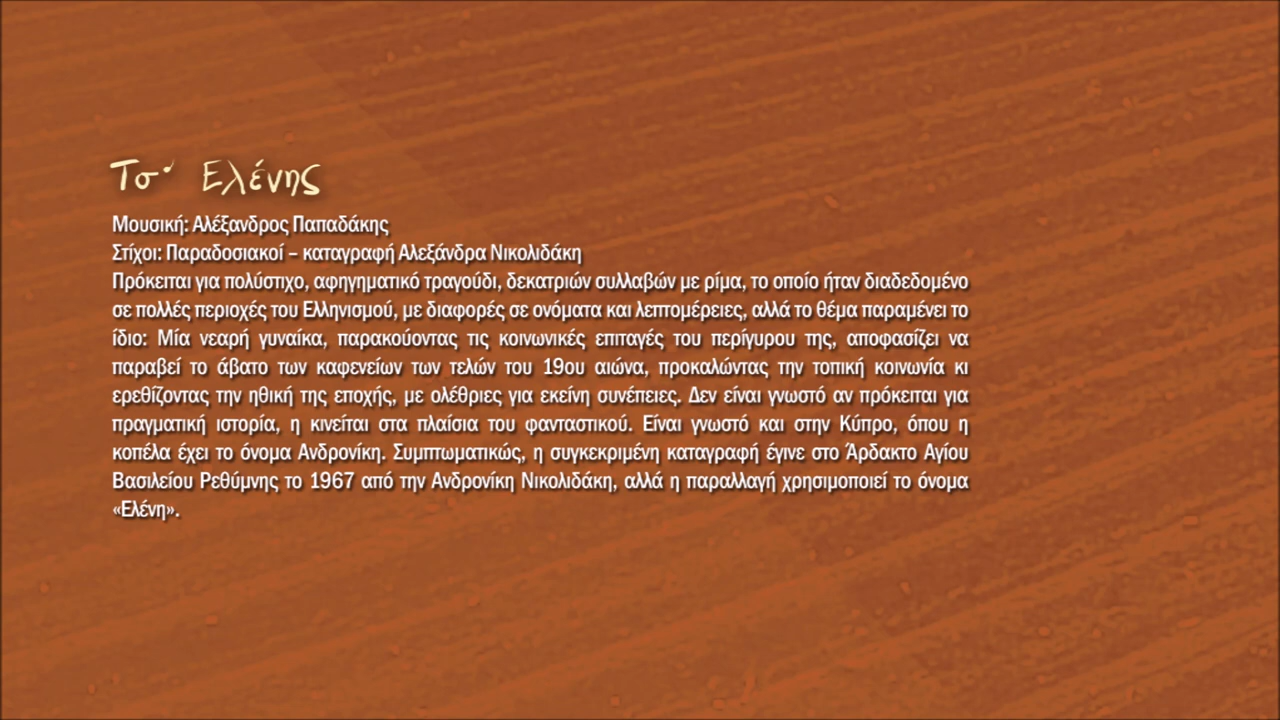 Τσ' Ελένης
Μουσική: Αλέξανδρος Παπαδάκης
Στίχοι: Παραδοσιακοί – καταγραφή Αλεξάνδρα Νικολιδάκη
Πρόκειται για πολύστιχο, αφηγηματικό τραγούδι, δεκατριών συλλαβών με ρίμα, το οποίο ήταν διαδεδομένο
σε πολλές περιοχές του Ελληνισμού, με διαφορές σε ονόματα και λεπτομέρειες, αλλά το θέμα παραμένει το
ίδιο: Μία νεαρή γυναίκα, παρακούοντας τις κοινωνικές επιταγές του περίγυρου της, αποφασίζει να
παραβεί το άβατο των καφενείων των τελών του 19ου αιώνα, προκαλώντας την τοπική κοινωνία κι
ερεθίζοντας την ηθική της εποχής, με ολέθριες για εκείνη συνέπειες. Δεν είναι γνωστό αν πρόκειται για
πραγματική ιστορία, η κινείται στα πλαίσια του φανταστικού. Είναι γνωστό και στην Κύπρο, όπου η
κοπέλα έχει το όνομα Ανδρονίκη. Συμπτωματικώς, η συγκεκριμένη καταγραφή έγινε στο Άρδακτο Αγίου
Βασιλείου Ρεθύμνης το 1967 από την Ανδρονίκη Νικολιδάκη, αλλά η παραλλαγή χρησιμοποιεί το όνομα
«Ελένη».